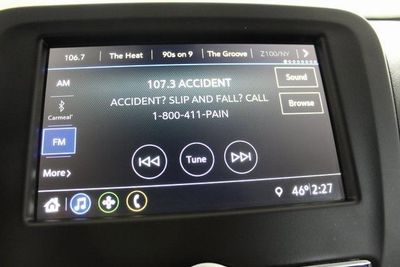 106.7 The Heat 90s on 9 The Groove Z100/NY
AM
107.3 ACCIDENT
Sound
ACCIDENT? SLIP AND FALL? CALL
Browse
1-800-411-PAIN
Carmeal'
FM
Tune
More
46° 2:27